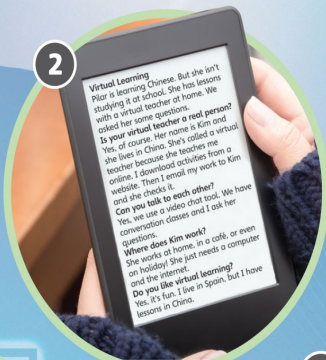 2
Virtual Learning
Pilar is learning Chinese. But she isn't
studying it at school. She has lessons
with a virtual teacher at home. We
asked her some questions.
Is your virtual teacher a real person?
Yes, of course. Her name is Kim and
she lives in China. She's called a virtual
teacher because she teaches me
online. I download activities from a
website. Then I email my work to Kim
and she checks it.
Can you talk to each other?
Yes, we use a video chat tool. We have
conversation classes and I ask her
questions.
Where does Kim work?
She works at home, in a café, or even
on holiday! She just needs a computer
and the internet.
Do you like virtual learning?
Yes, it's fun. I live in Spain, but I have
lessons in China.